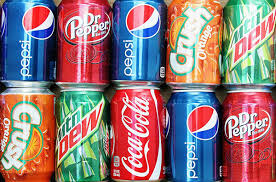 pepsi
Dr Pepper
pepsi
Crush
Orange
Mtn
DEW
Crush
Orange
Mtn
DEW
Coca-Cola
pepsi
Dr Pepper